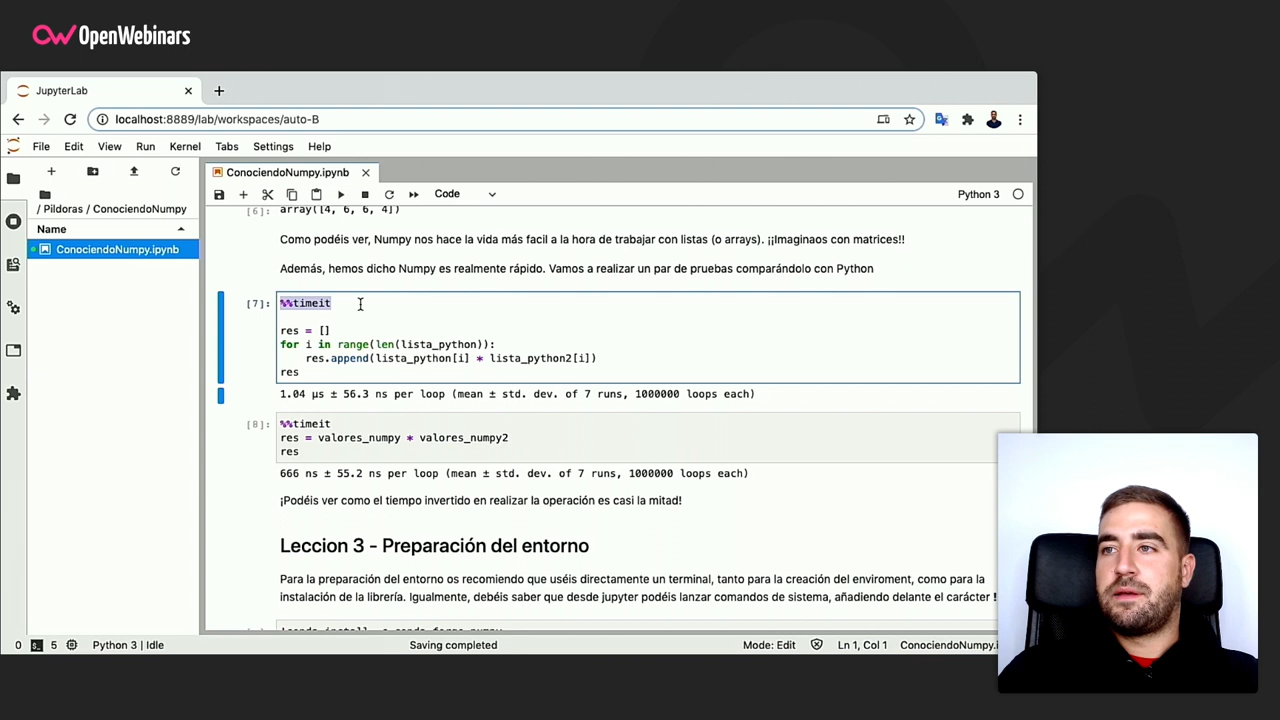 OpenWebinars
JupyterLab
localhost:8889/lab/workspaces/auto-B
File Edit View Run Kernel Tabs Settings Help
ConociendoNumpy.ipynb
Code
Python 3
/ Pildoras / ConociendoNumpy
Name
ConociendoNumpy.ipynb
[6]: array([4, 6, 6, 4])
Como podéis ver, Numpy nos hace la vida más facil a la hora de trabajar con listas (o arrays). ¡¡Imaginaos con matrices!!
Además, hemos dicho Numpy es realmente rápido. Vamos a realizar un par de pruebas comparándolo con Python
[7]: %%timeit
res = []
for i in range(len(lista_python)):
    res.append(lista_python[i] * lista_python2[i])
res
1.04 µs ± 56.3 ns per loop (mean ± std. dev. of 7 runs, 1000000 loops each)
[8]: %%timeit
res = valores_numpy * valores_numpy2
res
666 ns ± 55.2 ns per loop (mean ± std. dev. of 7 runs, 1000000 loops each)
¡Podéis ver como el tiempo invertido en realizar la operación es casi la mitad!
Leccion 3 - Preparación del entorno
Para la preparación del entorno os recomiendo que uséis directamente un terminal, tanto para la creación del enviroment, como para la
instalación de la librería. Igualmente, debéis saber que desde jupyter podéis lanzar comandos de sistema, añadiendo delante el carácter !
0 5 Python 3 | Idle Saving completed Mode: Edit Ln 1, Col 1 ConociendoNumpy.i